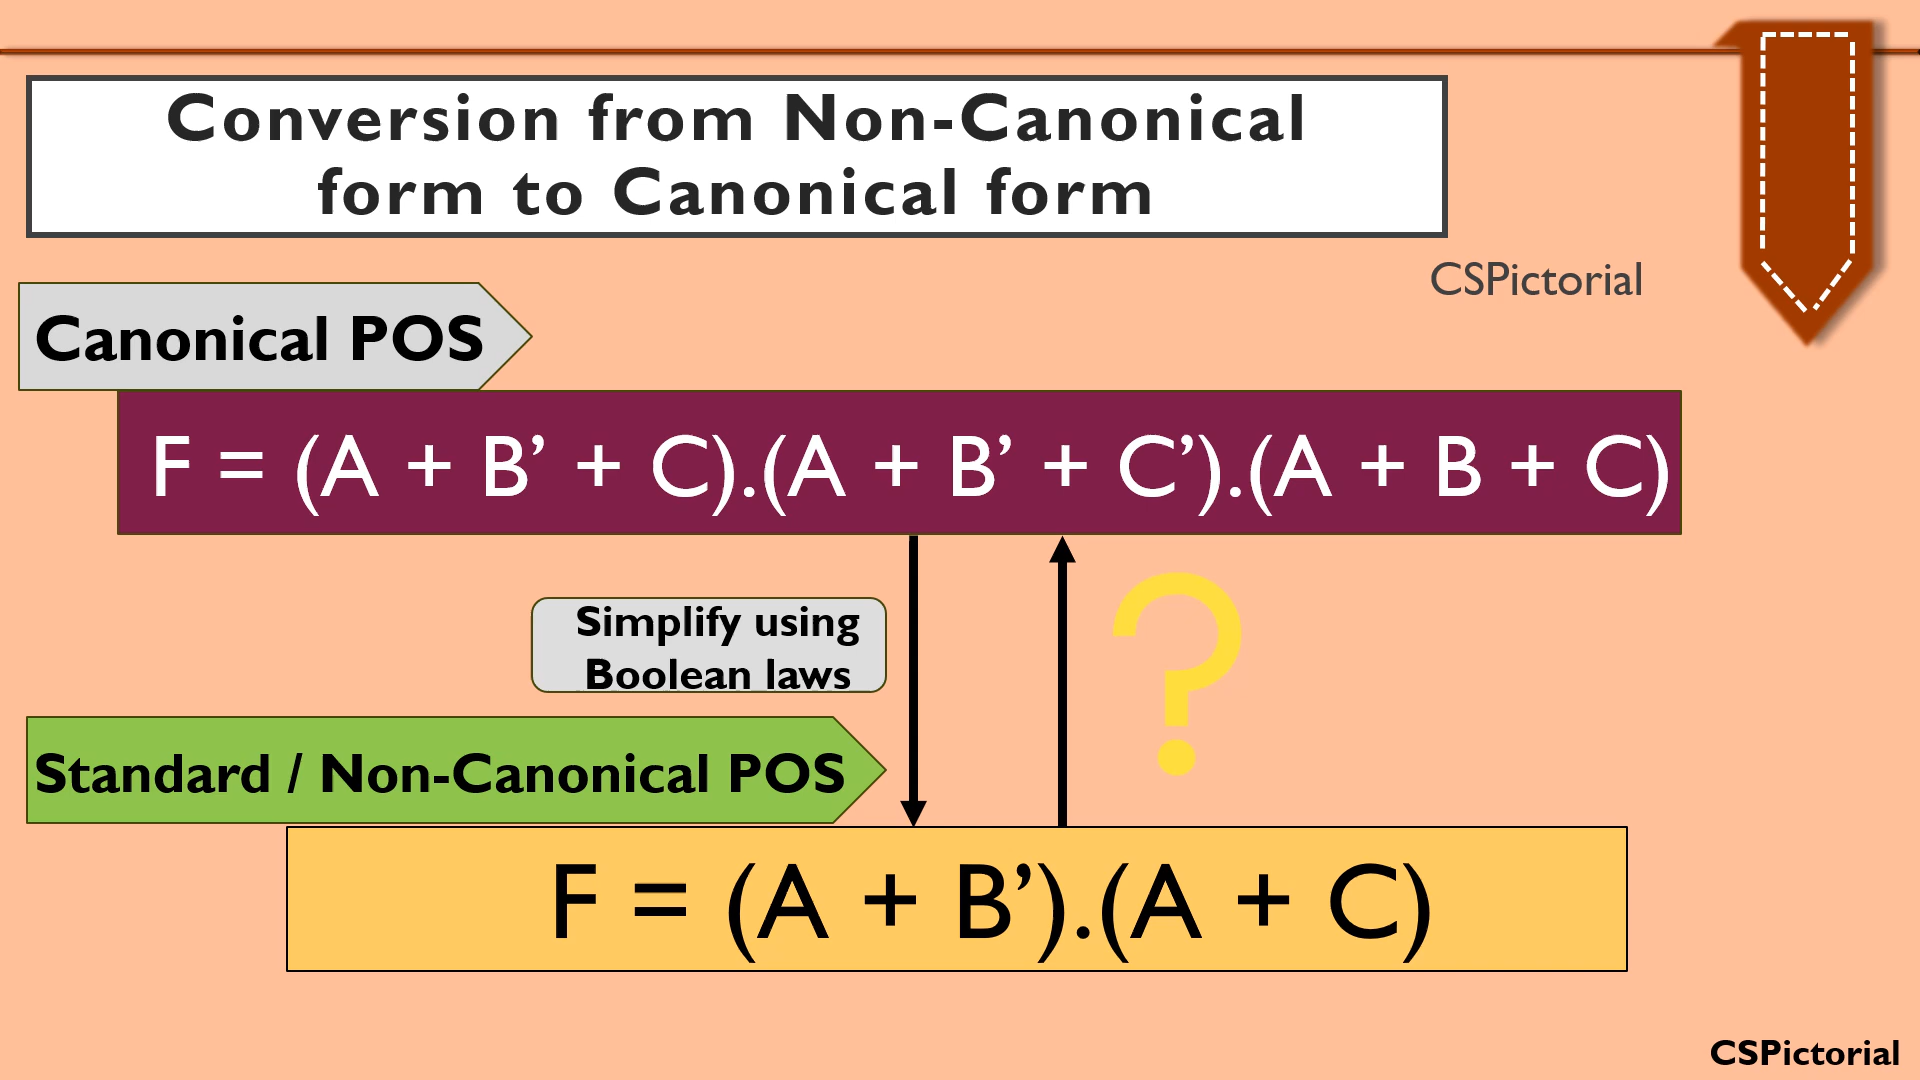 Conversion from Non-Canonical
form to Canonical form
CSPictorial
Canonical POS
F = (A + B’ + C).(A + B’ + C’).(A + B + C)
Simplify using
Boolean laws
?
Standard / Non-Canonical POS
F = (A + B’).(A + C)
CSPictorial